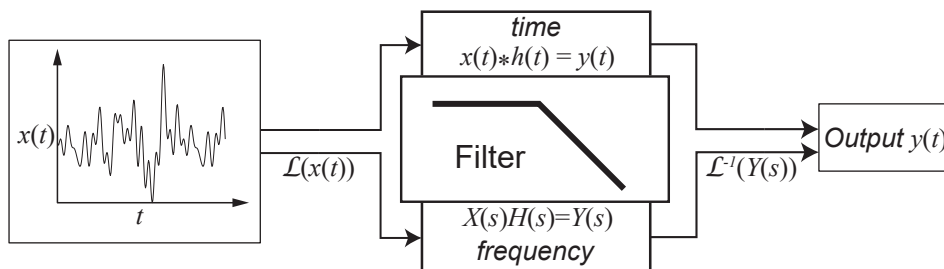 x(t)
t
ℒ(x(t))
time
x(t)*h(t) = y(t)
Filter
X(s)H(s)=Y(s)
frequency
ℒ⁻¹(Y(s))
Output y(t)